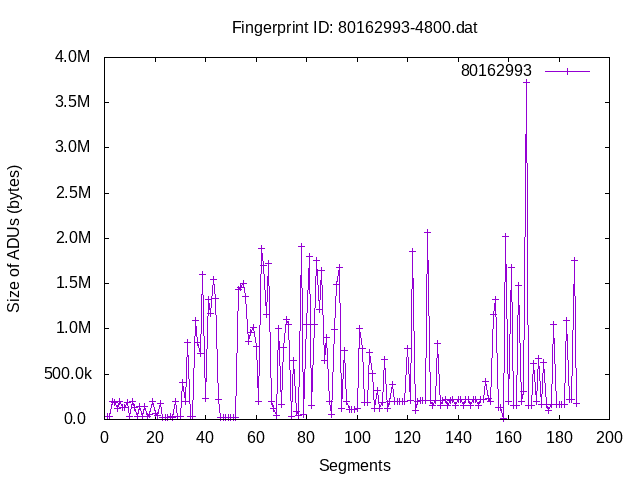 Fingerprint ID: 80162993-4800.dat
4.0M
80162993
3.5M
3.0M
2.5M
2.0M
1.5M
1.0M
500.0k
0.0
Size of ADUs (bytes)
0 20 40 60 80 100 120 140 160 180 200
Segments